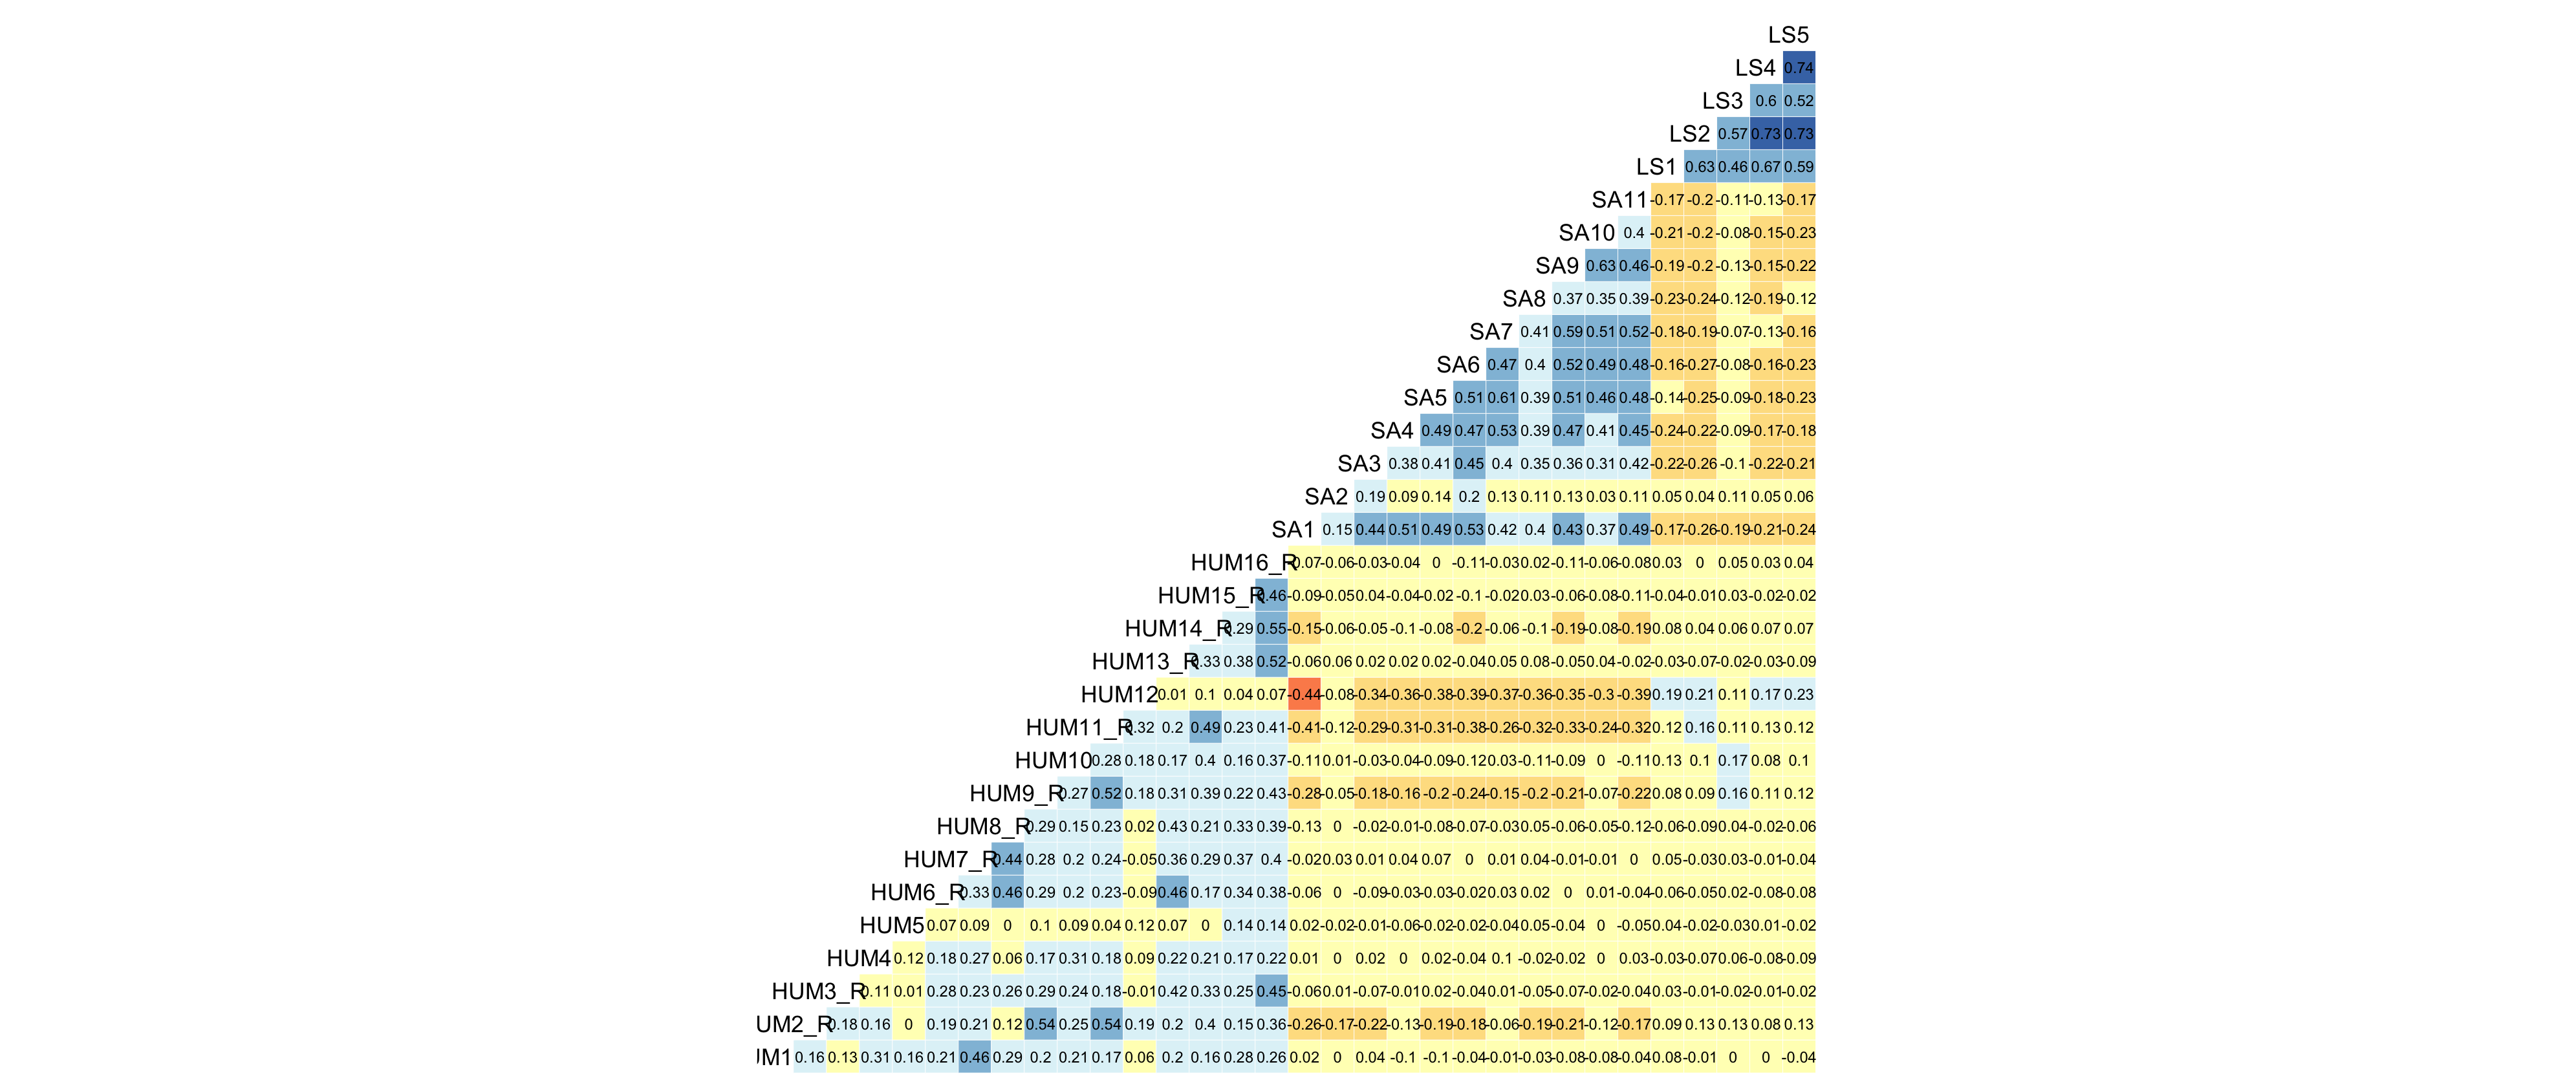 LS5
LS4 0.74
LS3 0.6 0.52
LS2 0.57 0.73 0.73
LS1 0.63 0.46 0.67 0.59
SA11 -0.17 -0.2 -0.11 -0.13 -0.17
SA10 0.4 -0.21 -0.2 -0.08 -0.15 -0.23
SA9 0.63 0.46 -0.19 -0.2 -0.13 -0.15 -0.22
SA8 0.37 0.35 0.39 -0.23 -0.24 -0.12 -0.19 -0.12
SA7 0.41 0.59 0.51 0.52 -0.18 -0.19 -0.07 -0.13 -0.16
SA6 0.47 0.4 0.52 0.49 0.48 -0.16 -0.27 -0.08 -0.16 -0.23
SA5 0.51 0.61 0.39 0.51 0.46 0.48 -0.14 -0.25 -0.09 -0.18 -0.23
SA4 0.49 0.47 0.53 0.39 0.47 0.41 0.45 -0.24 -0.22 -0.09 -0.17 -0.18
SA3 0.38 0.41 0.45 0.4 0.35 0.36 0.31 0.42 -0.22 -0.26 -0.1 -0.22 -0.21
SA2 0.19 0.09 0.14 0.2 0.13 0.11 0.13 0.03 0.11 0.05 0.04 0.11 0.05 0.06
SA1 0.15 0.44 0.51 0.49 0.53 0.42 0.4 0.43 0.37 0.49 -0.17 -0.26 -0.19 -0.21 -0.24
HUM16_R -0.07 -0.06 -0.03 -0.04 0 -0.11 -0.03 0.02 -0.11 -0.06 -0.08 0.03 0 0.05 0.03 0.04
HUM15_R 0.46 -0.09 -0.05 0.04 -0.04 -0.02 -0.1 -0.02 0.03 -0.06 -0.08 -0.11 -0.04 -0.01 0.03 -0.02 -0.02
HUM14_R 0.29 0.55 -0.15 -0.06 -0.05 -0.1 -0.08 -0.2 -0.06 -0.1 -0.19 -0.08 -0.19 0.08 0.04 0.06 0.07 0.07
HUM13_R 0.33 0.38 0.52 -0.06 0.06 0.02 0.02 0.02 -0.04 0.05 0.08 -0.05 0.04 -0.02 -0.03 -0.07 -0.02 -0.03 -0.09
HUM12 0.01 0.1 0.04 0.07 -0.44 -0.08 -0.34 -0.36 -0.38 -0.39 -0.37 -0.36 -0.35 -0.3 -0.39 0.19 0.21 0.11 0.17 0.23
HUM11_R 0.32 0.2 0.49 0.23 0.41 -0.41 -0.12 -0.29 -0.31 -0.31 -0.38 -0.26 -0.32 -0.33 -0.24 -0.32 0.12 0.16 0.11 0.13 0.12
HUM10 0.28 0.18 0.17 0.4 0.16 0.37 -0.11 0.01 -0.03 -0.04 -0.09 -0.12 0.03 -0.11 -0.09 0 -0.11 0.13 0.1 0.17 0.08 0.1
HUM9_R 0.27 0.52 0.18 0.31 0.39 0.22 0.43 -0.28 -0.05 -0.18 -0.16 -0.2 -0.24 -0.15 -0.2 -0.21 -0.07 -0.22 0.08 0.09 0.16 0.11 0.12
HUM8_R 0.29 0.15 0.23 0.02 0.43 0.21 0.33 0.39 -0.13 0 -0.02 -0.01 -0.08 -0.07 -0.03 0.05 -0.06 -0.05 -0.12 -0.06 -0.09 0.04 -0.02 -0.06
HUM7_R 0.44 0.28 0.2 0.24 -0.05 0.36 0.29 0.37 0.4 -0.02 0.03 0.01 0.04 0.07 0 0.01 0.04 -0.01 -0.01 0 0.05 -0.03 0.03 -0.01 -0.04
HUM6_R 0.33 0.46 0.29 0.2 0.23 -0.09 0.46 0.17 0.34 0.38 -0.06 0 -0.09 -0.03 -0.03 -0.02 0.03 0.02 0 0.01 -0.04 -0.06 -0.05 0.02 -0.08 -0.08
HUM5 0.07 0.09 0 0.1 0.09 0.04 0.12 0.07 0 0.14 0.14 0.02 -0.02 -0.01 -0.06 -0.02 -0.02 -0.04 0.05 -0.04 0 -0.05 0.04 -0.02 -0.03 0.01 -0.02
HUM4 0.12 0.18 0.27 0.06 0.17 0.31 0.18 0.09 0.22 0.21 0.17 0.22 0.01 0 0.02 0 0.02 -0.04 0.1 -0.02 -0.02 0 0.03 -0.03 -0.07 0.06 -0.08 -0.09
HUM3_R 0.11 0.01 0.28 0.23 0.26 0.29 0.24 0.18 -0.01 0.42 0.33 0.25 0.45 -0.06 0.01 -0.07 -0.01 0.02 -0.04 0.01 -0.05 -0.07 -0.02 -0.04 0.03 -0.01 -0.02 -0.01 -0.02
UM2_R 0.18 0.16 0 0.19 0.21 0.12 0.54 0.25 0.54 0.19 0.2 0.4 0.15 0.36 -0.26 -0.17 -0.22 -0.13 -0.19 -0.18 -0.06 -0.19 -0.21 -0.12 -0.17 0.09 0.13 0.13 0.08 0.13
UM1 0.16 0.13 0.31 0.16 0.21 0.46 0.29 0.2 0.21 0.17 0.06 0.2 0.16 0.28 0.26 0.02 0 0.04 -0.1 -0.1 -0.04 -0.01 -0.03 -0.08 -0.08 -0.04 0.08 -0.01 0 0 -0.04